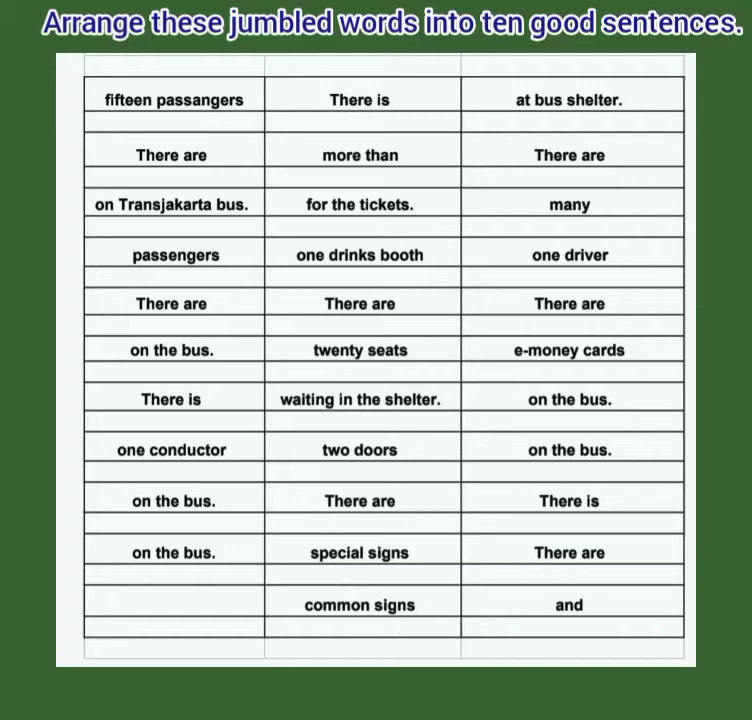 Arrange these jumbled words into ten good sentences.
fifteen passangers There is at bus shelter.
There are more than There are
on Transjakarta bus. for the tickets. many
passengers one drinks booth one driver
There are There are There are
on the bus. twenty seats e-money cards
There is waiting in the shelter. on the bus.
one conductor two doors on the bus.
on the bus. There are There is
on the bus. special signs There are
common signs and